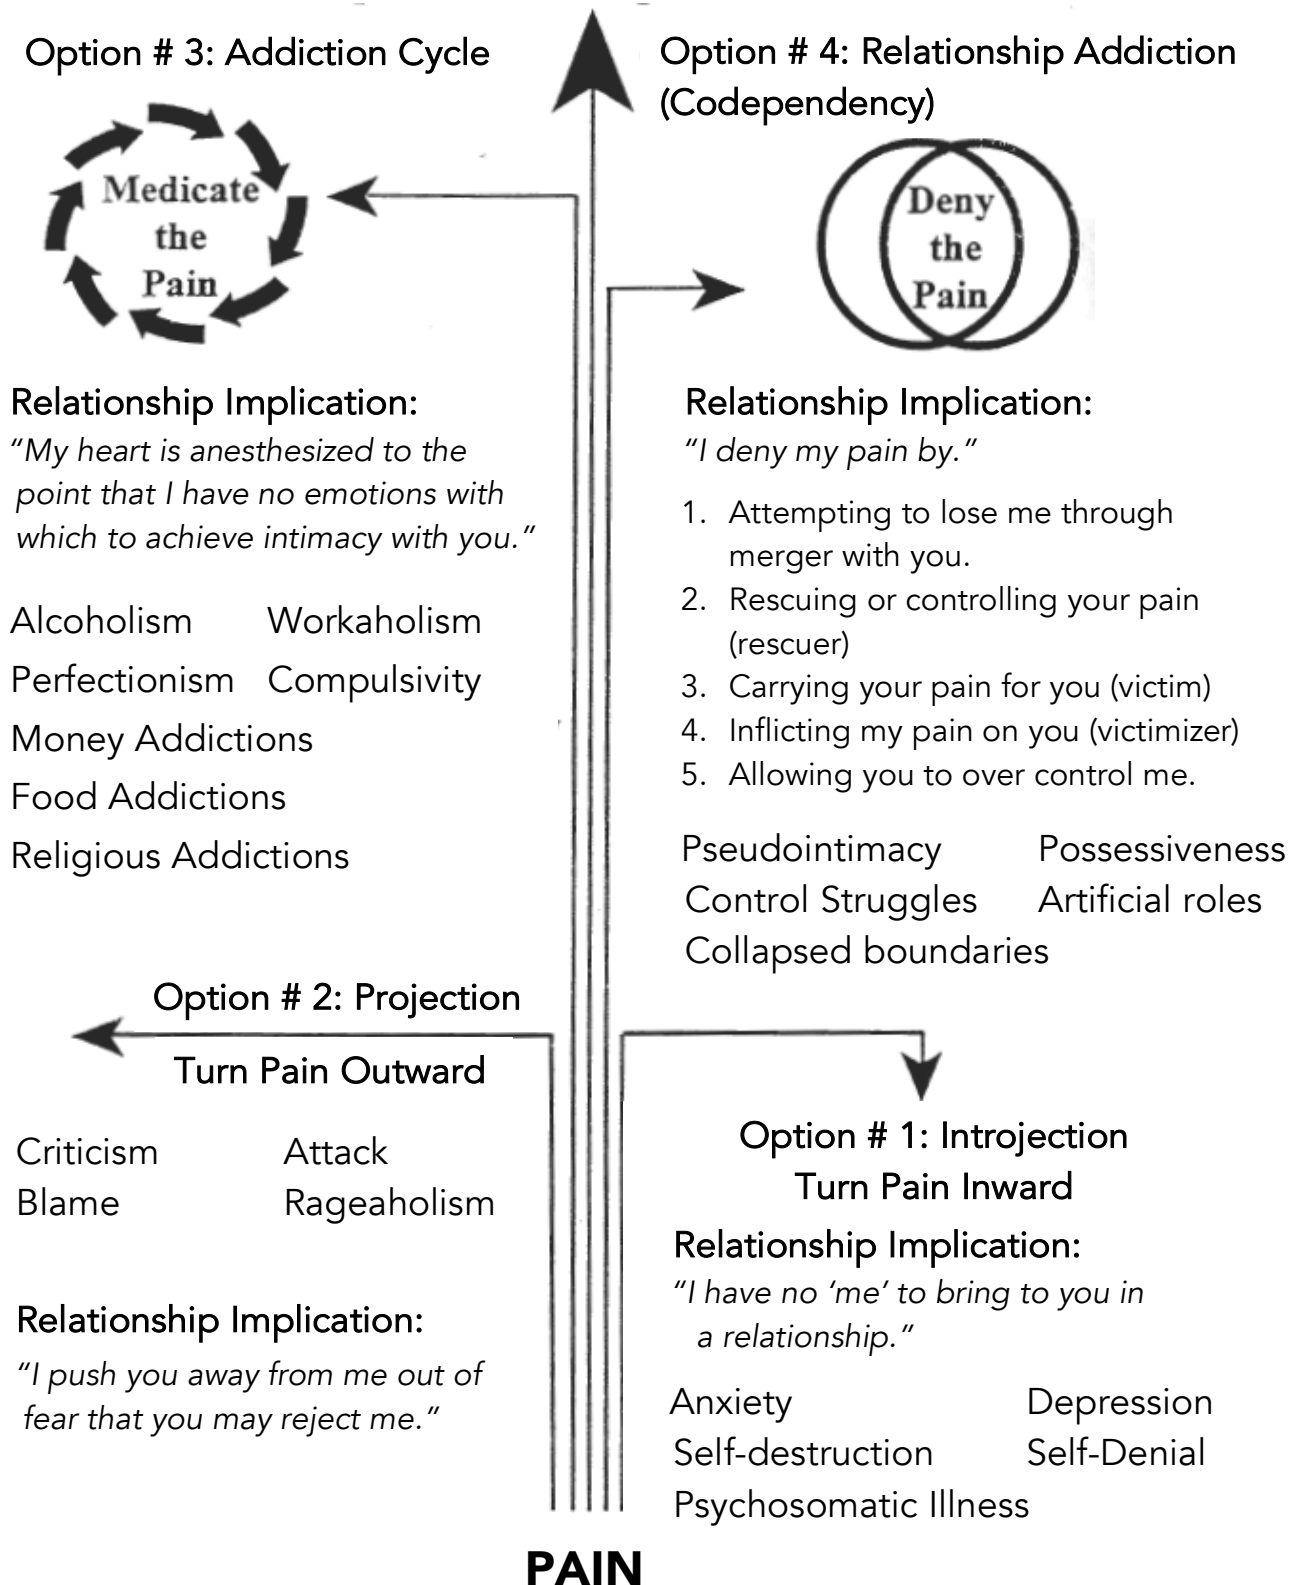 Option # 3: Addiction Cycle
Medicate
the
Pain
Relationship Implication:
“My heart is anesthesized to the
point that I have no emotions with
which to achieve intimacy with you.”
Alcoholism Workaholism
Perfectionism Compulsivity
Money Addictions
Food Addictions
Religious Addictions
Option # 4: Relationship Addiction
(Codependency)
Deny
the
Pain
Relationship Implication:
“I deny my pain by.”
1. Attempting to lose me through
merger with you.
2. Rescuing or controlling your pain
(rescuer)
3. Carrying your pain for you (victim)
4. Inflicting my pain on you (victimizer)
5. Allowing you to over control me.
Pseudointimacy Possessiveness
Control Struggles Artificial roles
Collapsed boundaries
Option # 2: Projection
Turn Pain Outward
Criticism Attack
Blame Rageaholism
Relationship Implication:
“I push you away from me out of
fear that you may reject me.”
Option # 1: Introjection
Turn Pain Inward
Relationship Implication:
“I have no ‘me’ to bring to you in
a relationship.”
Anxiety Depression
Self-destruction Self-Denial
Psychosomatic Illness
PAIN